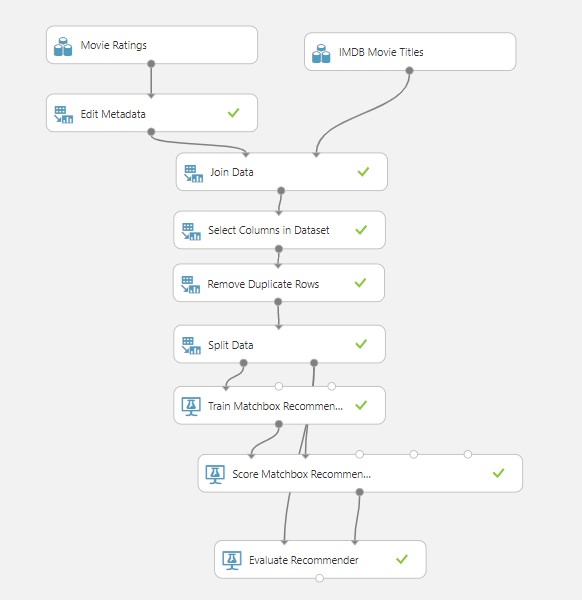 Movie Ratings
IMDB Movie Titles
Edit Metadata
Join Data
Select Columns in Dataset
Remove Duplicate Rows
Split Data
Train Matchbox Recommen...
Score Matchbox Recommen...
Evaluate Recommender